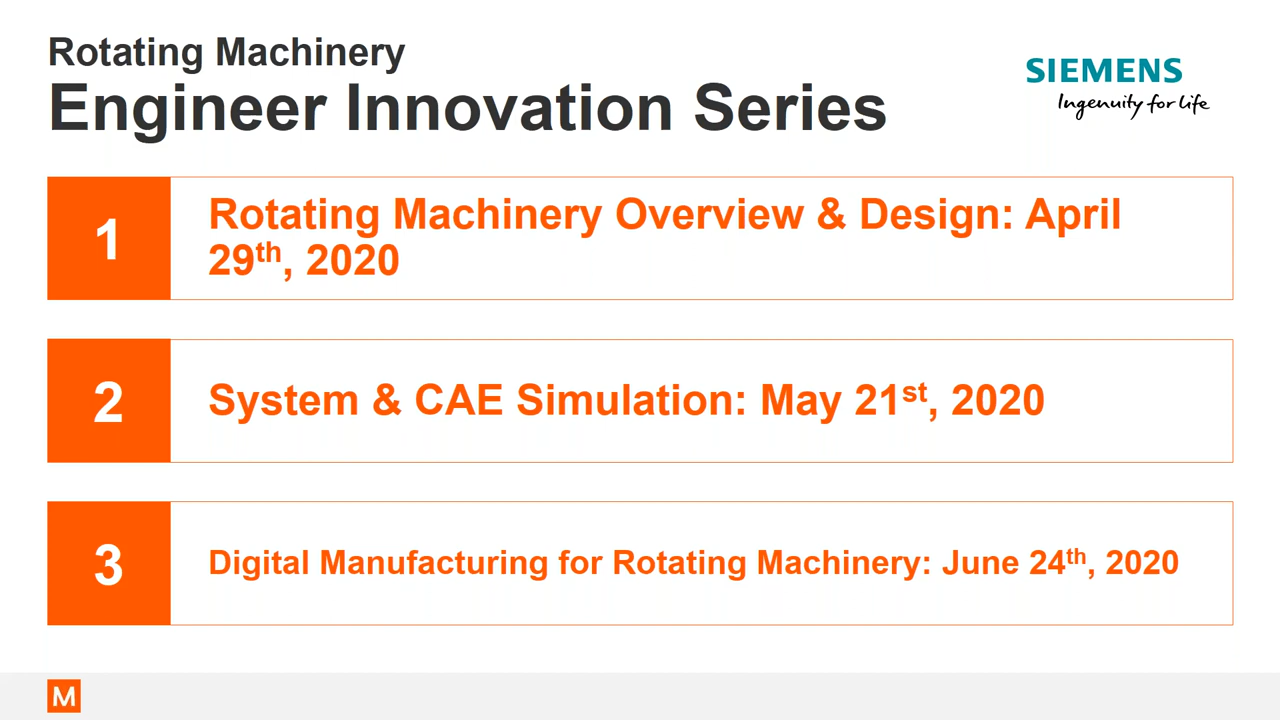 Rotating Machinery
Engineer Innovation Series
SIEMENS
Ingenuity for life
1
Rotating Machinery Overview & Design: April
29th, 2020
2
System & CAE Simulation: May 21st, 2020
3
Digital Manufacturing for Rotating Machinery: June 24th, 2020
M